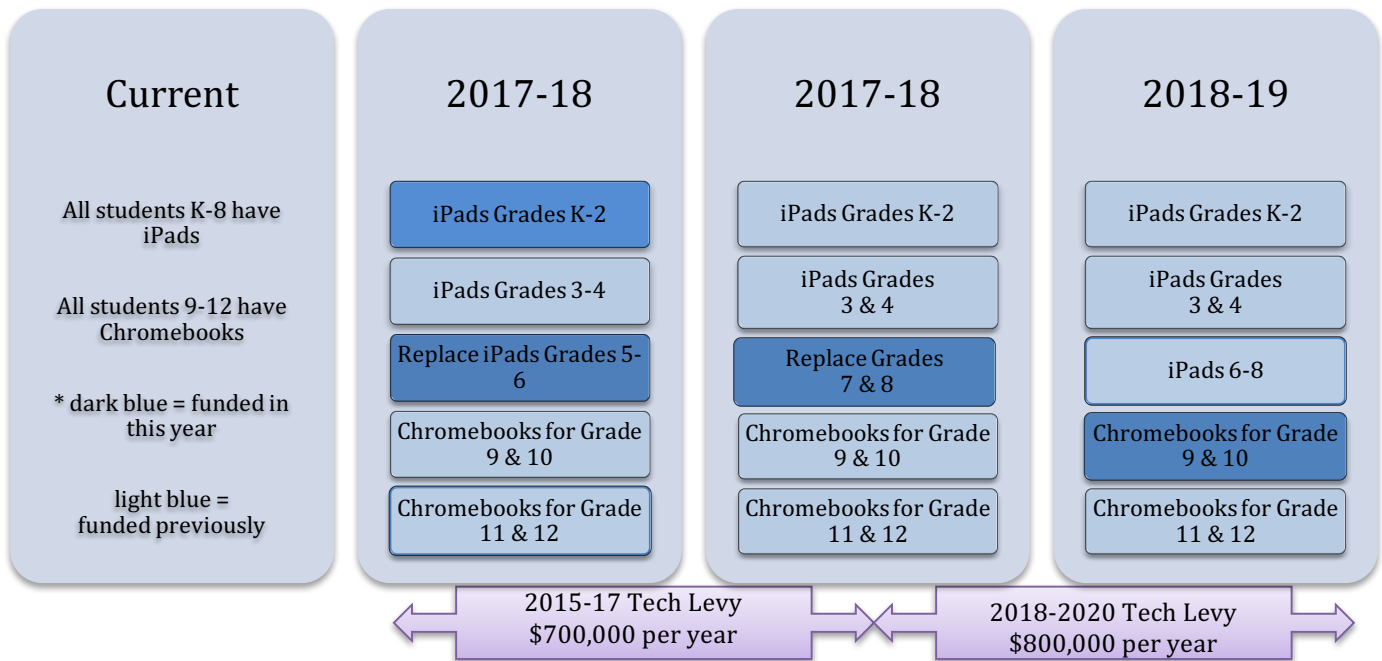 Current
All students K-8 have
iPads
All students 9-12 have
Chromebooks
* dark blue = funded in
this year
light blue =
funded previously
2017-18
iPads Grades K-2
iPads Grades 3-4
Replace iPads Grades 5-
6
Chromebooks for Grade
9 & 10
Chromebooks for Grade
11 & 12
2017-18
iPads Grades K-2
iPads Grades
3 & 4
Replace Grades
7 & 8
Chromebooks for Grade
9 & 10
Chromebooks for Grade
11 & 12
2018-19
iPads Grades K-2
iPads Grades
3 & 4
iPads 6-8
Chromebooks for Grade
9 & 10
Chromebooks for Grade
11 & 12
2015-17 Tech Levy
$700,000 per year
2018-2020 Tech Levy
$800,000 per year